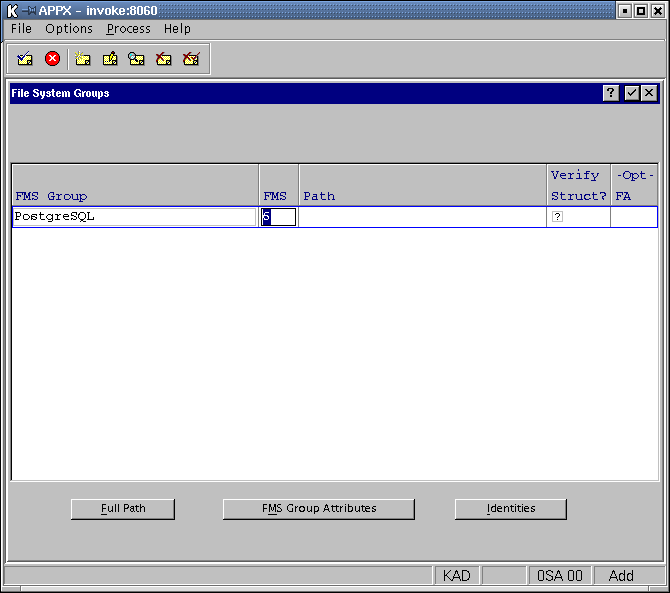 K APPX - invoke:8060
File Options Process Help
File System Groups ?
Verify -Opt-
FMS Group FMS Path Struct? FA
PostgreSQL 6 ?
Full Path FMS Group Attributes Identities
KAD 0SA 00 Add